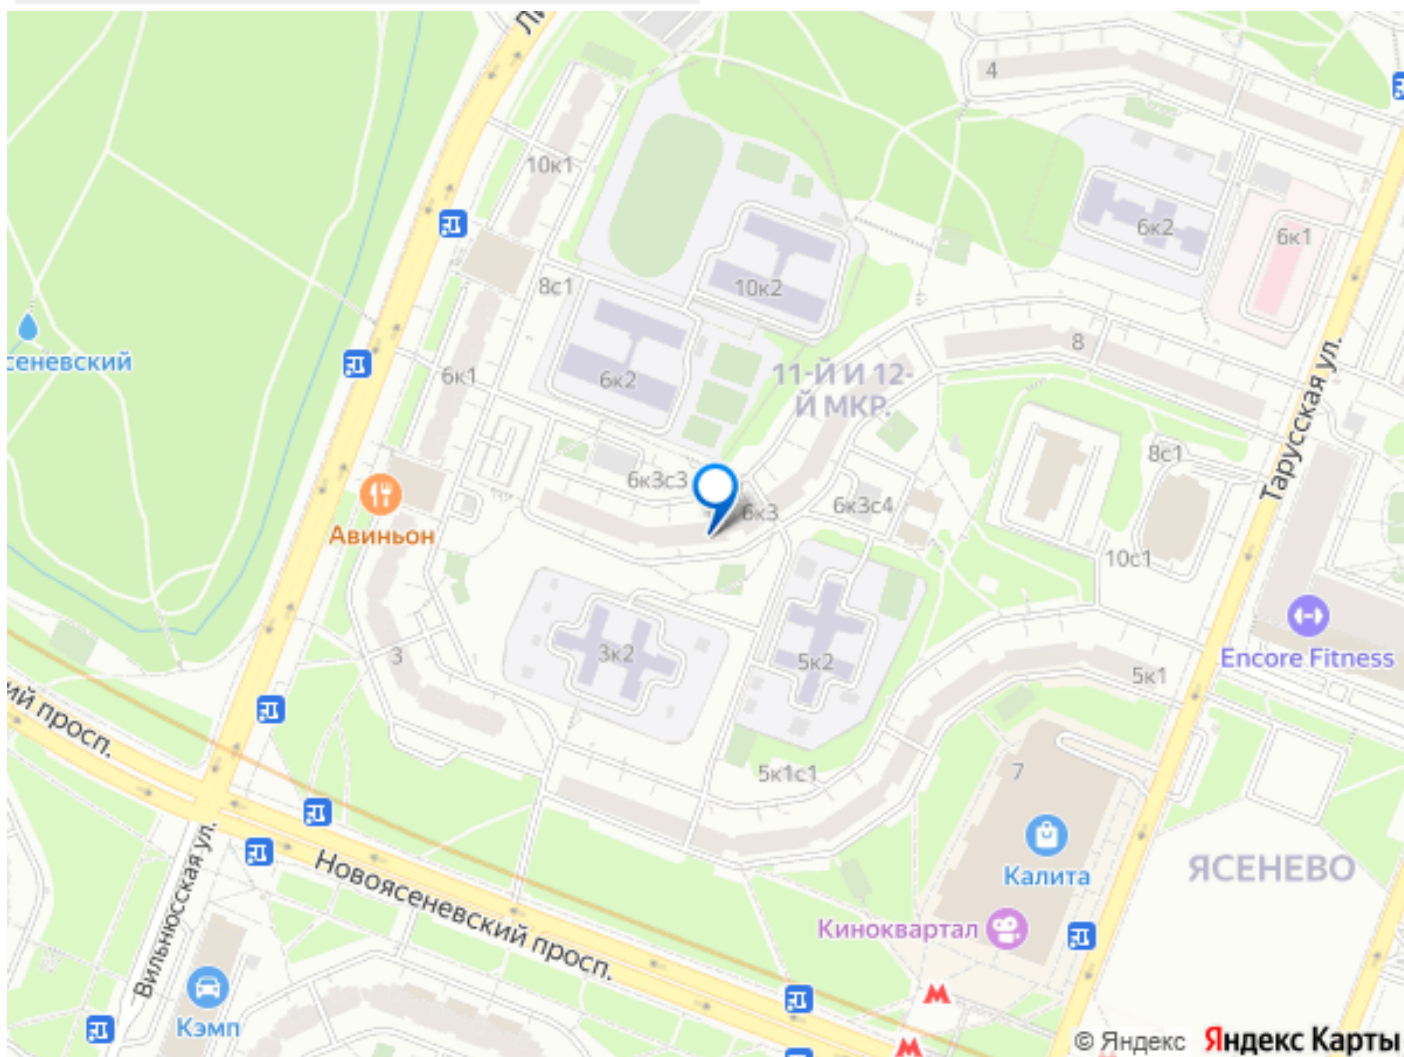 Ли
4
10к1
6к2
6к1
8с1
10к2
8
сеневский
6к1
6к2
11-Й И 12-
Й МКР.
Тарусская ул.
8с1
6к3с3
6к3
6к3с4
Авиньон
10с1
3
3к2
5к2
Encore Fitness
5к1
ий просп.
5к1с1
7
Калита
ЯСЕНЕВО
Вильнюсская ул.
Новоясеневский просп.
Киноквартал
Кэмп
© Яндекс Яндекс Карты